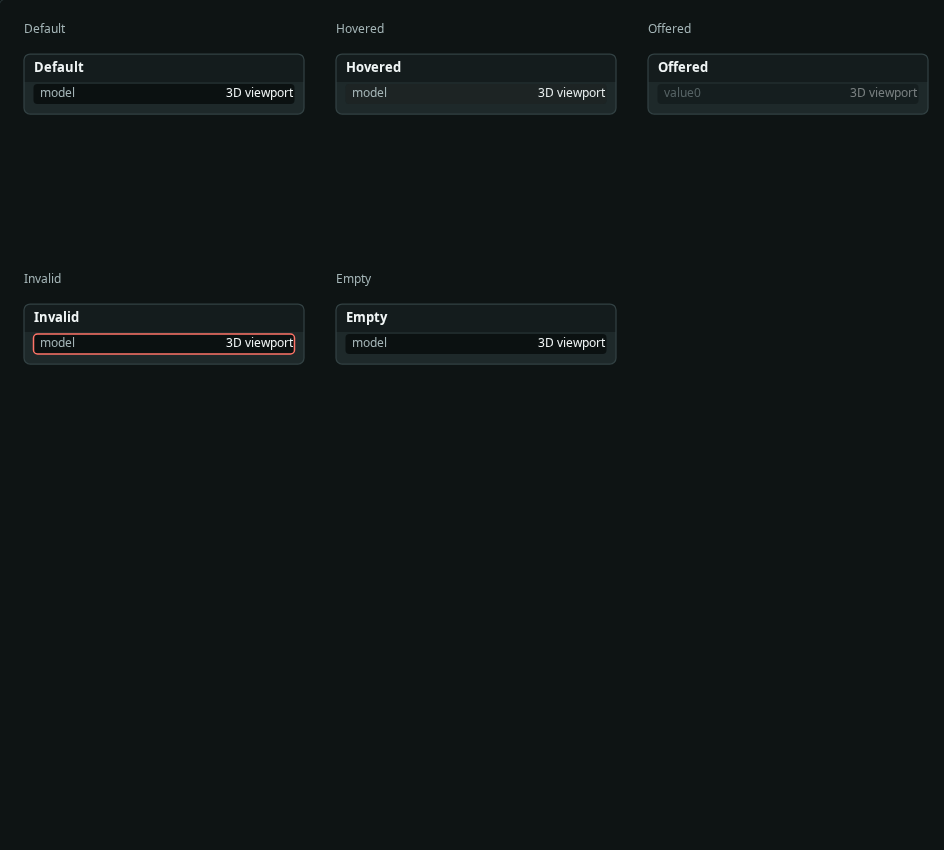 Default
Hovered
Offered
Default
Hovered
Offered
model 3D viewport
model 3D viewport
value0 3D viewport
Invalid
Empty
Invalid
Empty
model 3D viewport
model 3D viewport